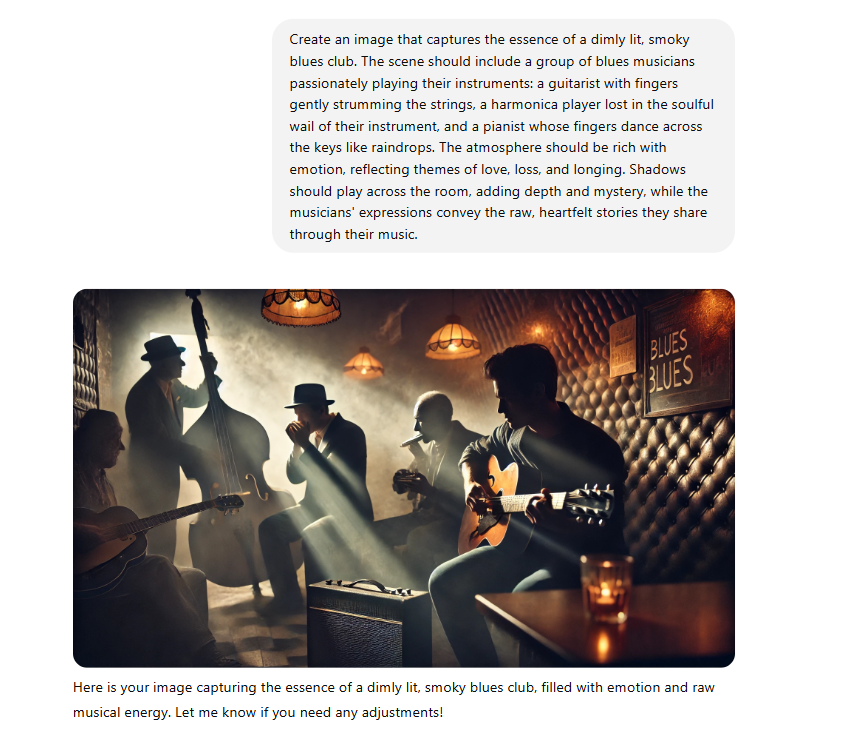 Create an image that captures the essence of a dimly lit, smoky
blues club. The scene should include a group of blues musicians
passionately playing their instruments: a guitarist with fingers
gently strumming the strings, a harmonica player lost in the soulful
wail of their instrument, and a pianist whose fingers dance across
the keys like raindrops. The atmosphere should be rich with
emotion, reflecting themes of love, loss, and longing. Shadows
should play across the room, adding depth and mystery, while the
musicians' expressions convey the raw, heartfelt stories they share
through their music.
BLUES
BLUES
Here is your image capturing the essence of a dimly lit, smoky blues club, filled with emotion and raw
musical energy. Let me know if you need any adjustments!